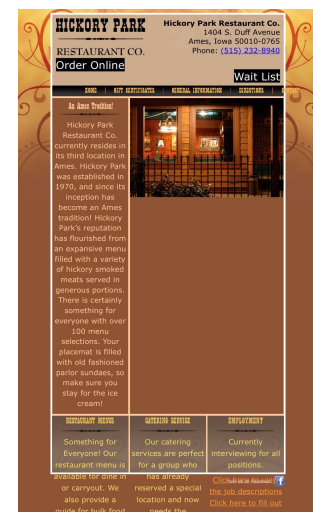 HICKORY PARK
RESTAURANT CO.
Hickory Park Restaurant Co.
1404 S. Duff Avenue
Ames, Iowa 50010-0765
Phone: (515) 232-8940
Order Online
Wait List
HOME | GIFT CERTIFICATES | GENERAL INFORMATION | DIRECTIONS |
An Ames Tradition!
Hickory Park
Restaurant Co.
currently resides in
its third location in
Ames. Hickory Park
was established in
1970, and since its
inception has
become an Ames
tradition! Hickory
Park's reputation
has flourished from
an expansive menu
filled with a variety
of hickory smoked
meats served in
generous portions.
There is certainly
something for
everyone with over
100 menu
selections. Your
placemat is filled
with old fashioned
parlor sundaes, so
make sure you
stay for the ice
cream!
RESTAURANT MENUS
Something for
Everyone! Our
restaurant menu is
available for dine in
or carryout. We
also provide a
guide for bulk food
CATERING SERVICE
Our catering
services are perfect
for a group who
has already
reserved a special
location and now
needs the
EMPLOYMENT
Currently
interviewing for all
positions.
Click
the job descriptions
Click here to fill out